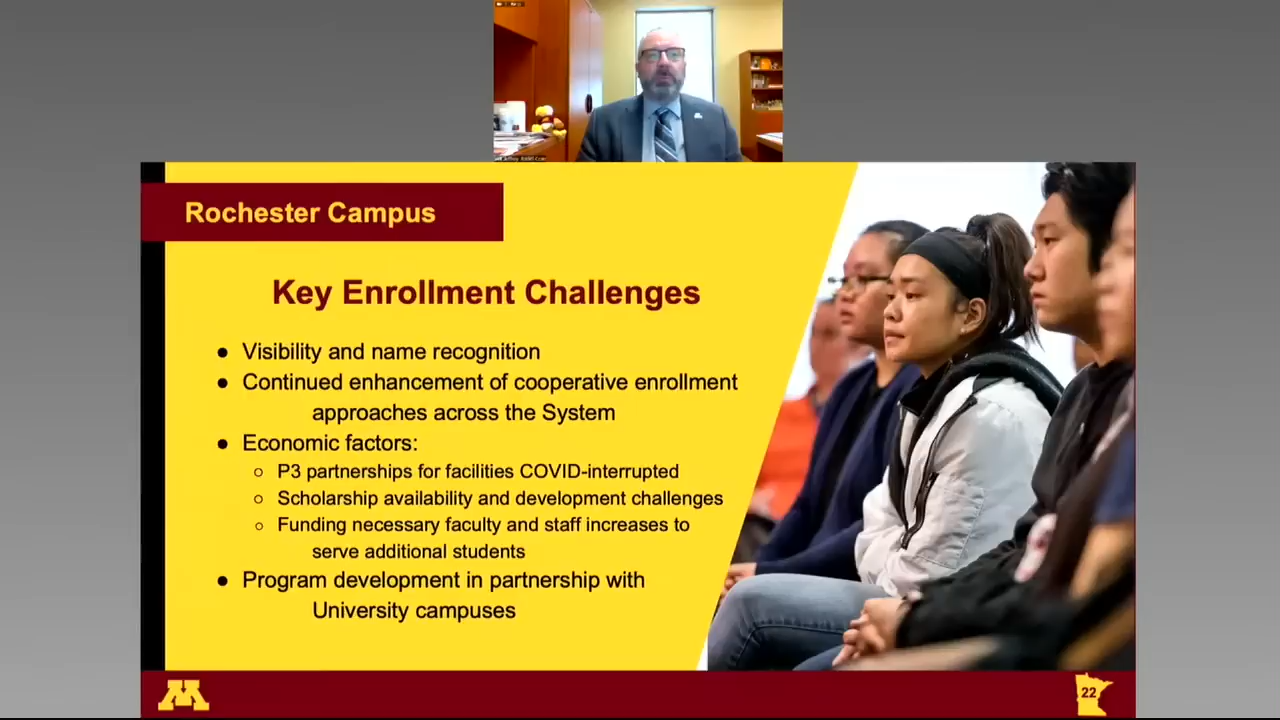 Rochester Campus
Key Enrollment Challenges
● Visibility and name recognition
● Continued enhancement of cooperative enrollment
approaches across the System
● Economic factors:
○ P3 partnerships for facilities COVID-interrupted
○ Scholarship availability and development challenges
○ Funding necessary faculty and staff increases to
serve additional students
● Program development in partnership with
University campuses
M
22